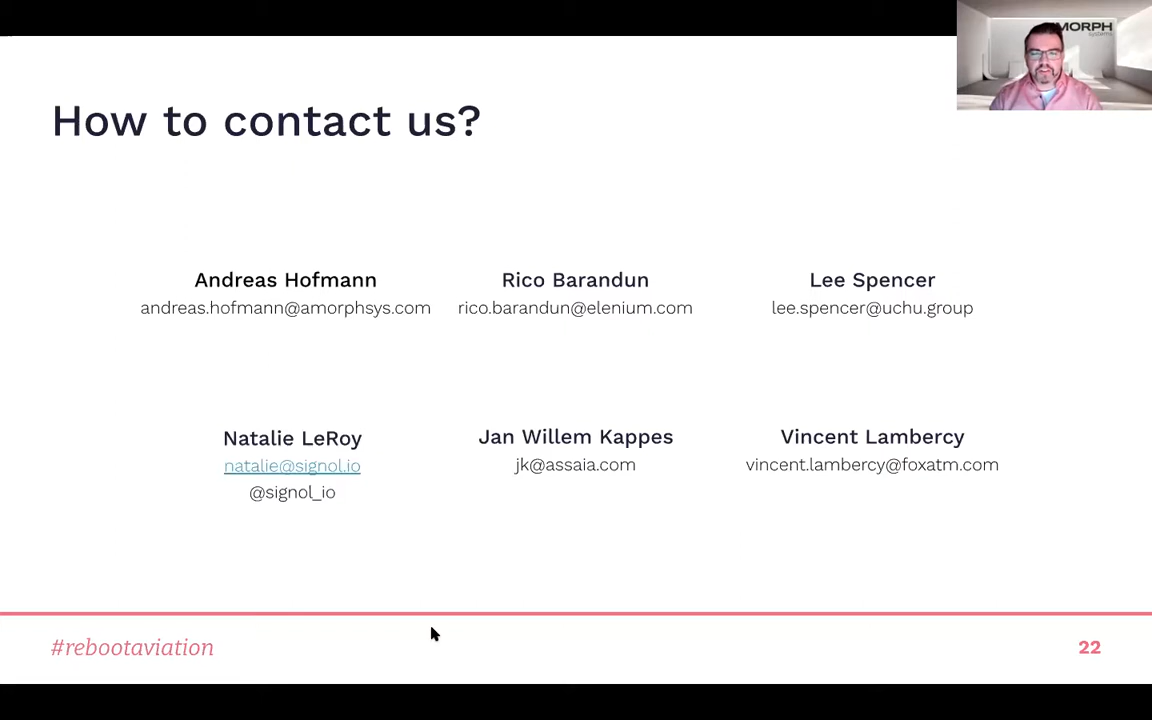 MORPH
systems
How to contact us?
Andreas Hofmann
andreas.hofmann@amorphsys.com
Rico Barandun
rico.barandun@elenium.com
Lee Spencer
lee.spencer@uchu.group
Natalie LeRoy
natalie@signol.io
@signol_io
Jan Willem Kappes
jk@assaia.com
Vincent Lambercy
vincent.lambercy@foxatm.com
#rebootaviation
22